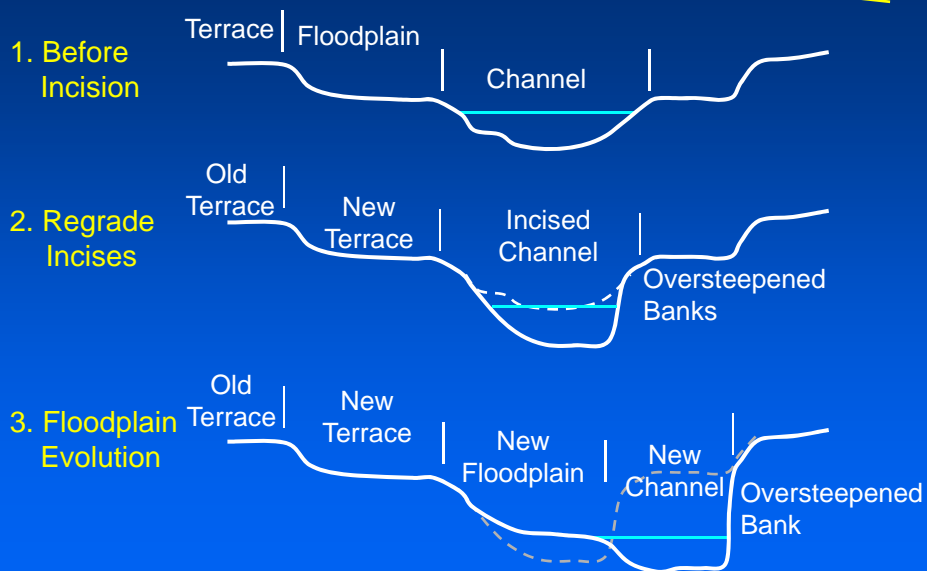 Terrace
Floodplain
1. Before
Incision
Channel
Old
Terrace
New
Terrace
2. Regrade
Incises
Incised
Channel
Oversteepened
Banks
Old
Terrace
New
Terrace
3. Floodplain
Evolution
New
Floodplain
New
Channel
Oversteepened
Bank